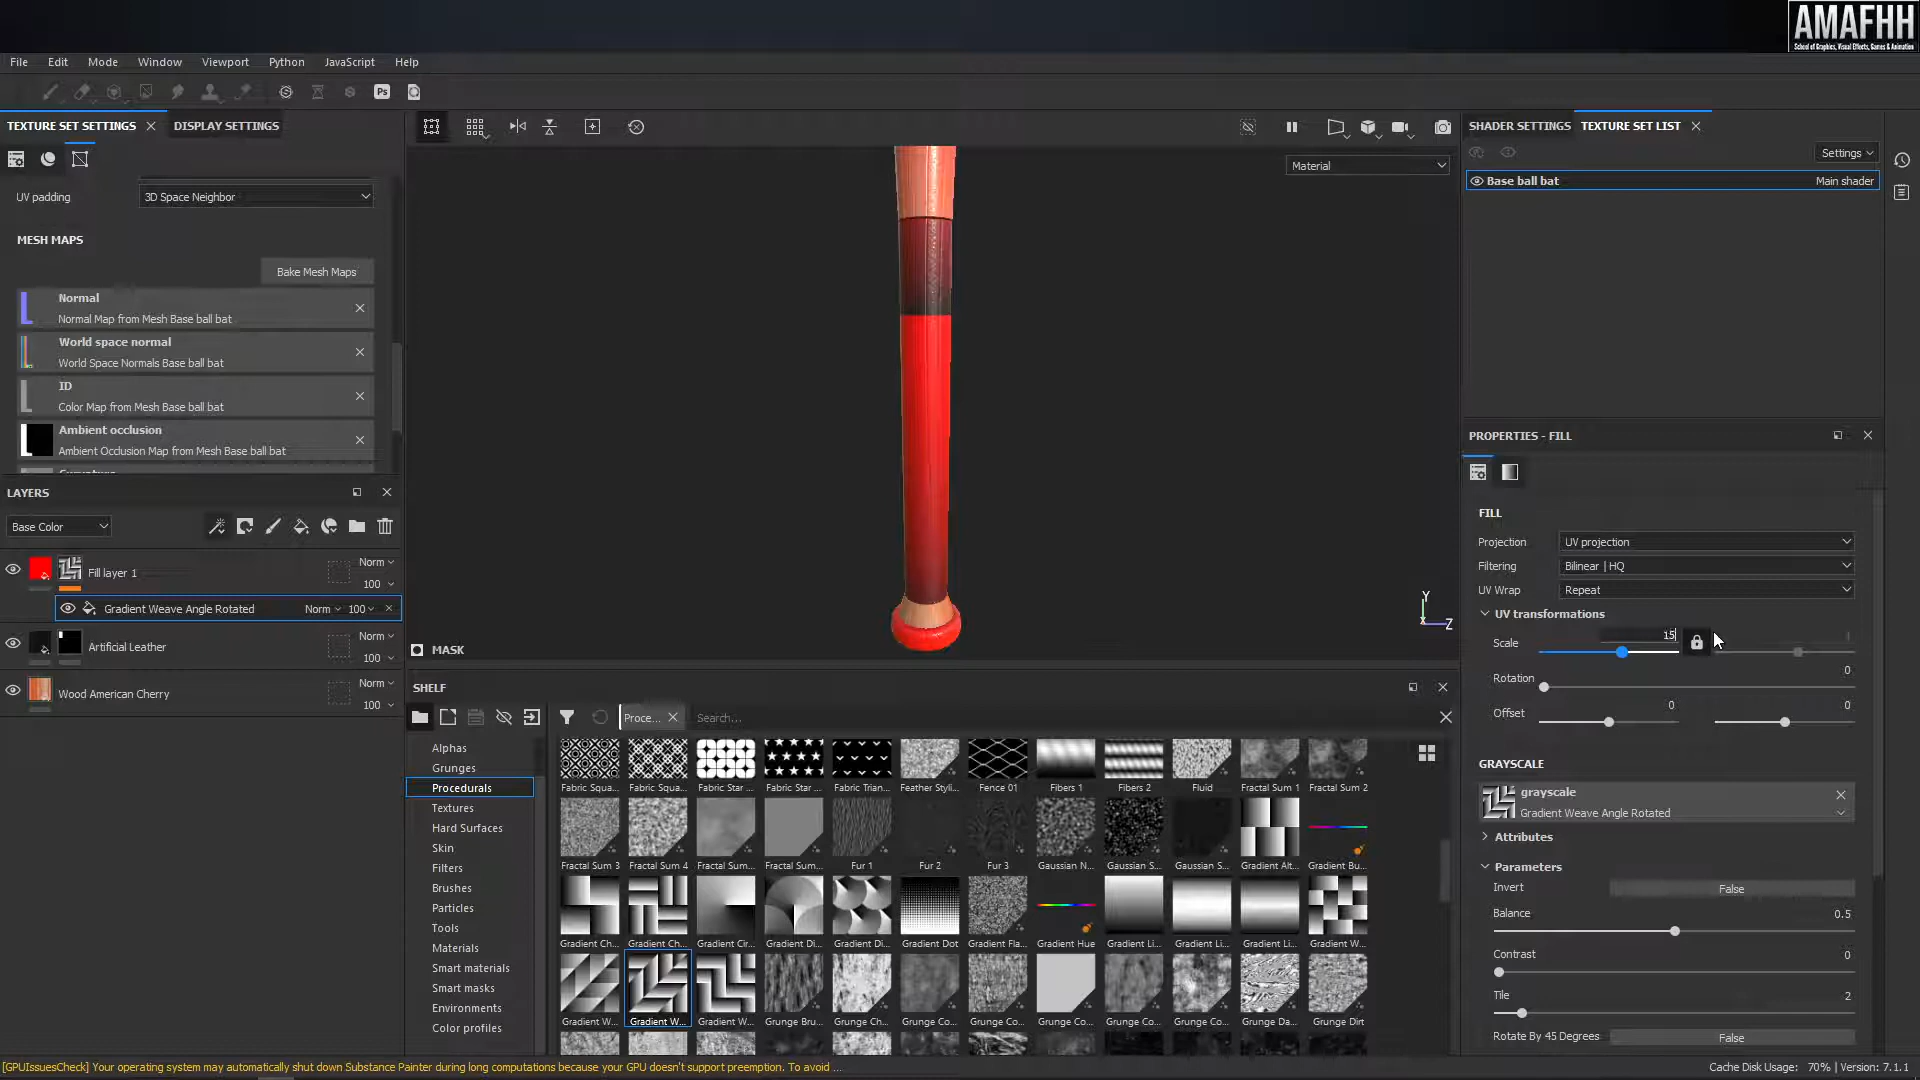 AMAFHH
School of Graphics, Visual Effects, Games & Animation
File Edit Mode Window Viewport Python JavaScript Help
Ps
TEXTURE SET SETTINGS DISPLAY SETTINGS
SHADER SETTINGS TEXTURE SET LIST
Settings
Base ball bat Main shader
Material
UV padding 3D Space Neighbor
MESH MAPS
Bake Mesh Maps
Normal
Normal Map from Mesh Base ball bat
World space normal
World Space Normals Base ball bat
ID
Color Map from Mesh Base ball bat
Ambient occlusion
Ambient Occlusion Map from Mesh Base ball bat
LAYERS
Base Color
Fill layer 1 Norm 100
Gradient Weave Angle Rotated Norm 100
Artificial Leather Norm 100
Wood American Cherry Norm 100
MASK
Y
Z
PROPERTIES - FILL
FILL
Projection UV projection
Filtering Bilinear | HQ
UV Wrap Repeat
UV transformations
Scale 15
Rotation 0
Offset 0 0
GRAYSCALE
grayscale
Gradient Weave Angle Rotated
Attributes
Parameters
Invert False
Balance 0.5
Contrast 0
Tile 2
Rotate By 45 Degrees False
SHELF
Proce... Search...
Alphas
Grunges
Procedurals
Textures
Hard Surfaces
Skin
Filters
Brushes
Particles
Tools
Materials
Smart materials
Smart masks
Environments
Color profiles
Fabric Squa... Fabric Squ... Fabric Star ... Fabric Star ... Fabric Trian... Feather Styli... Fence 01 Fibers 1 Fibers 2 Fluid Fractal Sum 1 Fractal Sum 2
Fractal Sum 3 Fractal Sum 4 Fractal Sum... Fractal Sum... Fur 1 Fur 2 Fur 3 Gaussian N... Gaussian S... Gaussian S... Gradient Alt... Gradient Bu...
Gradient Ch... Gradient Ch... Gradient Cir... Gradient Di... Gradient Di... Gradient Dot Gradient Fla... Gradient Hue Gradient Li... Gradient Li... Gradient Li... Gradient W...
Gradient W... Gradient W... Gradient W... Grunge Bru... Grunge Ch... Grunge Co... Grunge Co... Grunge Co... Grunge Co... Grunge Co... Grunge Da... Grunge Dirt
[GPUIssuesCheck] Your operating system may automatically shut down Substance Painter during long computations because your GPU doesn't support preemption. To avoid ...
Cache Disk Usage: 70% | Version: 7.1.1